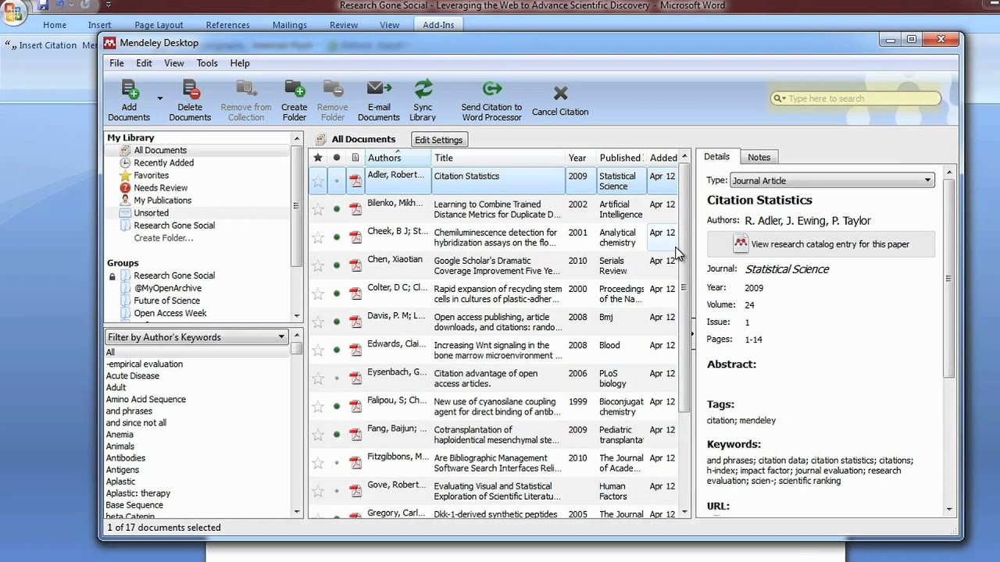 Research Gone Social - Leveraging the Web to Advance Scientific Discovery - Microsoft Word
Home Insert Page Layout References Mailings Review View Add-Ins
Insert Citation
Mendeley Desktop
File Edit View Tools Help
Add Documents
Delete Documents
Remove from Collection
Create Folder
Remove Folder
E-mail Documents
Sync Library
Send Citation to Word Processor
Cancel Citation
Type here to search
My Library
All Documents
Recently Added
Favorites
Needs Review
My Publications
Unsorted
Research Gone Social
Create Folder...
Groups
Research Gone Social
@MyOpenArchive
Future of Science
Open Access Week
Filter by Author's Keywords
All
-empirical evaluation
Acute Disease
Adult
Amino Acid Sequence
and phrases
and since not all
Anemia
Animals
Antibodies
Antigens
Aplastic
Aplastic: therapy
Base Sequence
beta Catenin
1 of 17 documents selected
All Documents Edit Settings
Authors Title Year Published Added
Adler, Robert... Citation Statistics 2009 Statistical Science Apr 12
Bilenko, Mikh... Learning to Combine Trained Distance Metrics for Duplicate D... 2002 Artificial Intelligence Apr 12
Cheek, B J; St... Chemiluminescence detection for hybridization assays on the flo... 2001 Analytical chemistry Apr 12
Chen, Xiaotian Google Scholar's Dramatic Coverage Improvement Five Ye... 2010 Serials Review Apr 12
Colter, D C; Cl... Rapid expansion of recycling stem cells in cultures of plastic-adher... 2000 Proceedings of the Na... Apr 12
Davis, P. M; L... Open access publishing, article downloads, and citations: rando... 2008 Bmj Apr 12
Edwards, Clai... Increasing Wnt signaling in the bone marrow microenvironment ... 2008 Blood Apr 12
Eysenbach, G... Citation advantage of open access articles. 2006 PLoS biology Apr 12
Falipou, S; Ch... New use of cyanosilane coupling agent for direct binding of antib... 1999 Bioconjugat chemistry Apr 12
Fang, Baijun; ... Cotransplantation of haploidentical mesenchymal ste... 2009 Pediatric transplanta Apr 12
Fitzgibbons, M... Are Bibliographic Management Software Search Interfaces Reli... 2010 The Journal of Acade... Apr 12
Gove, Robert... Evaluating Visual and Statistical Exploration of Scientific Literatu... 2011 Human Factors Apr 12
Gregory, Carl... Dkk-1-derived synthetic peptides 2005 The Journal Apr 12
Details Notes
Type: Journal Article
Citation Statistics
Authors: R. Adler, J. Ewing, P. Taylor
View research catalog entry for this paper
Journal: Statistical Science
Year: 2009
Volume: 24
Issue: 1
Pages: 1-14
Abstract:
Tags:
citation; mendeley
Keywords:
and phrases; citation data; citation statistics; citations;
h-index; impact factor; journal evaluation; research
evaluation; scien-; scientific ranking
URL: